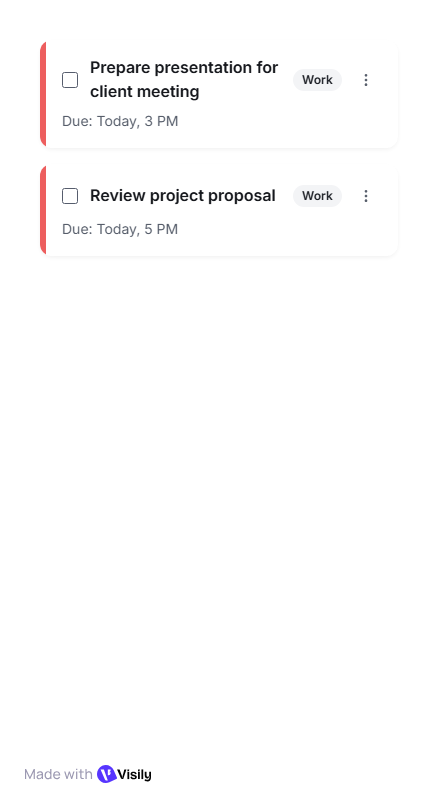 Prepare presentation for
client meeting
Work
Due: Today, 3 PM
Review project proposal
Work
Due: Today, 5 PM
Made with Visily